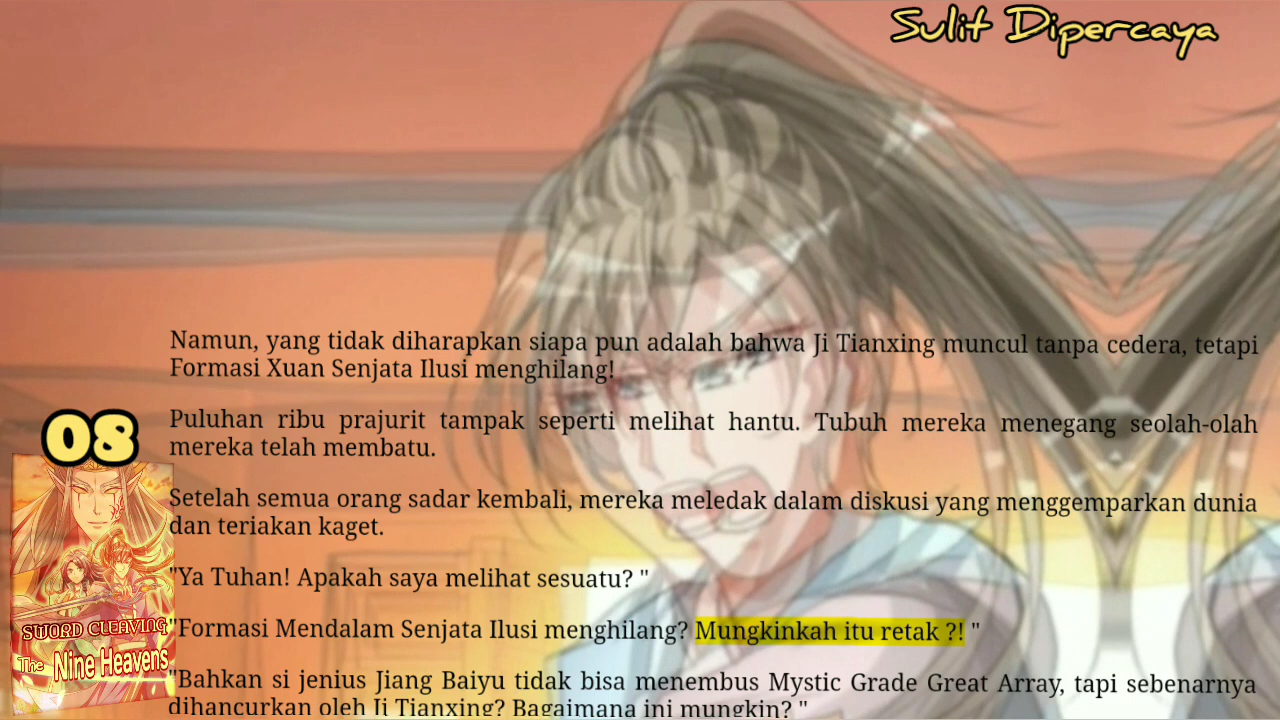 Sulit Dipercaya
Namun, yang tidak diharapkan siapa pun adalah bahwa Ji Tianxing muncul tanpa cedera, tetapi
Formasi Xuan Senjata Ilusi menghilang!
Puluhan ribu prajurit tampak seperti melihat hantu. Tubuh mereka menegang seolah-olah
mereka telah membatu.
Setelah semua orang sadar kembali, mereka meledak dalam diskusi yang menggemparkan dunia
dan teriakan kaget.
"Ya Tuhan! Apakah saya melihat sesuatu? "
"Formasi Mendalam Senjata Ilusi menghilang? Mungkinkah itu retak ?! "
"Bahkan si jenius Jiang Baiyu tidak bisa menembus Mystic Grade Great Array, tapi sebenarnya
dihancurkan oleh Ji Tianxing? Bagaimana ini mungkin? "
08
SWORD CLEAVING
The Nine Heavens